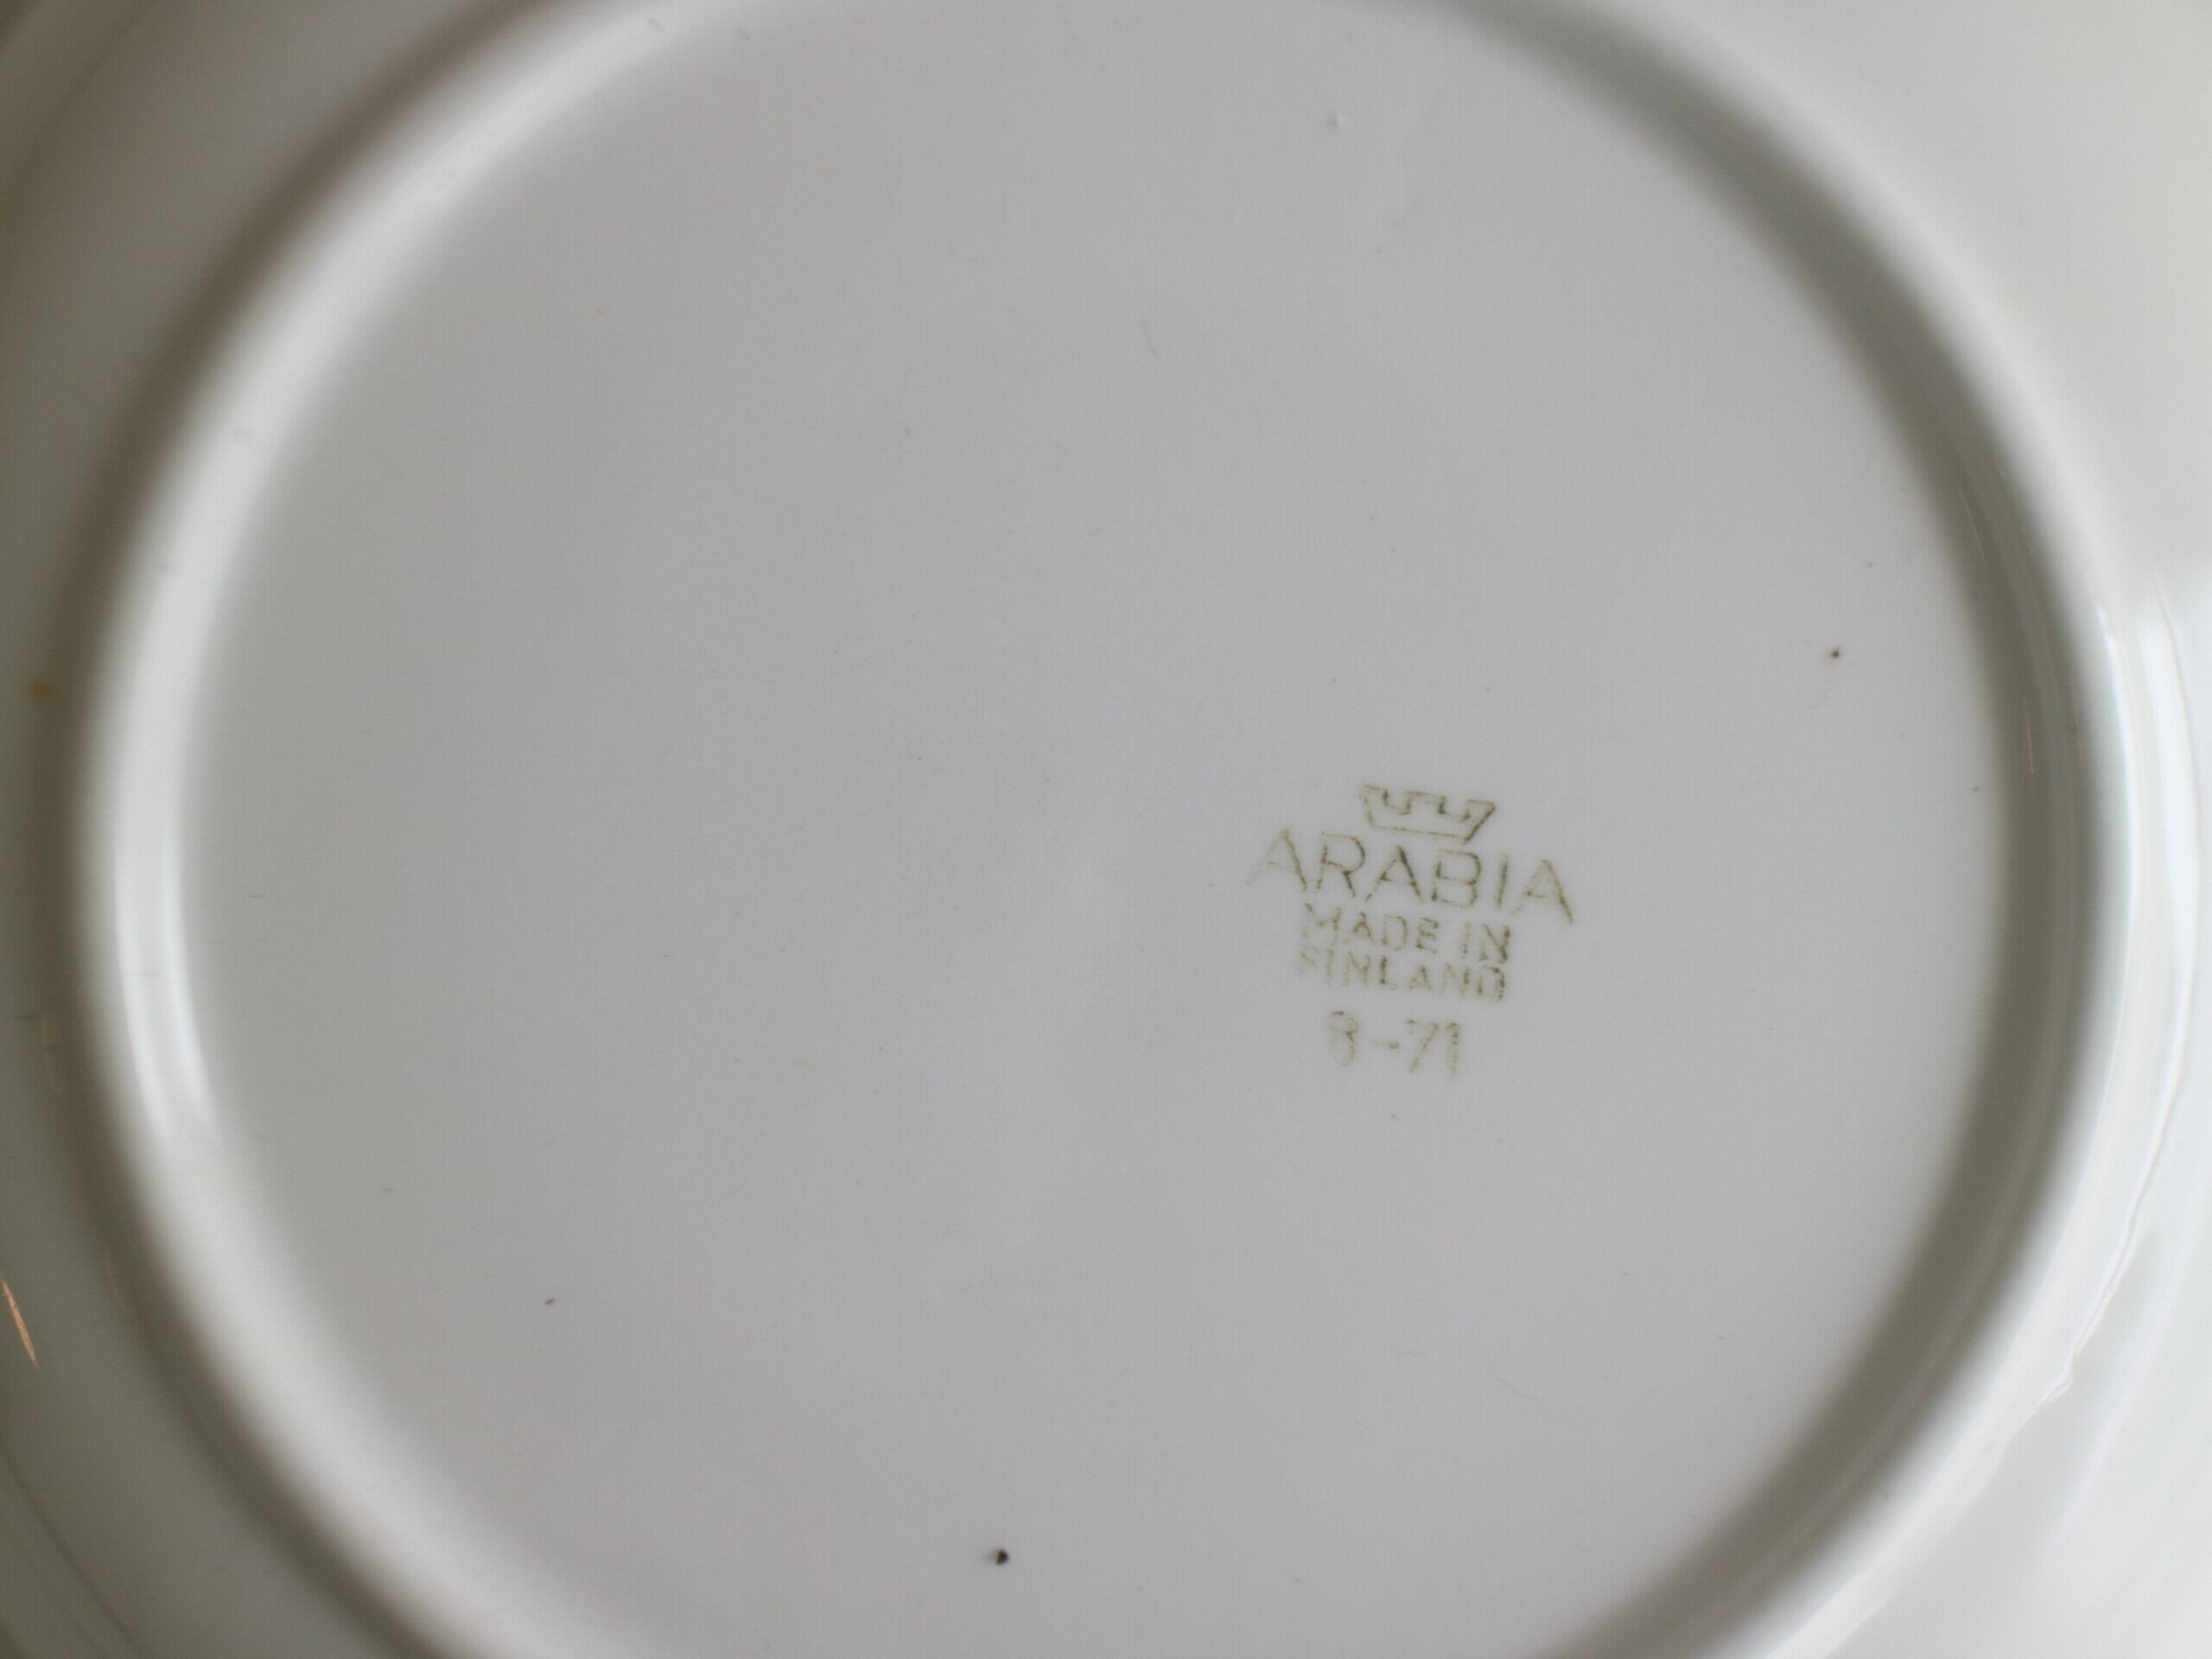 ARABIA
MADE IN
FINLAND
8-71